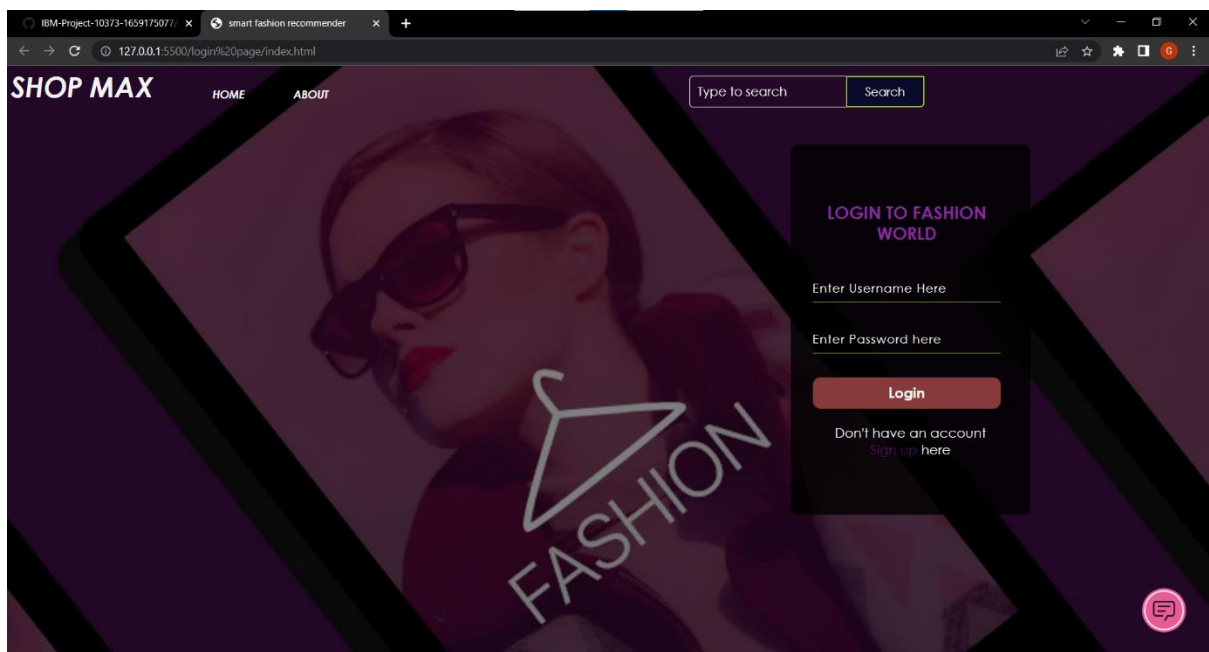 IBM-Project-10373-1659175077/
smart fashion recommender
127.0.0.1:5500/login%20page/index.html
G
SHOP MAX
HOME
ABOUT
Type to search
Search
LOGIN TO FASHION
WORLD
Enter Username Here
Enter Password here
Login
Don't have an account
Sign up here
FASHION